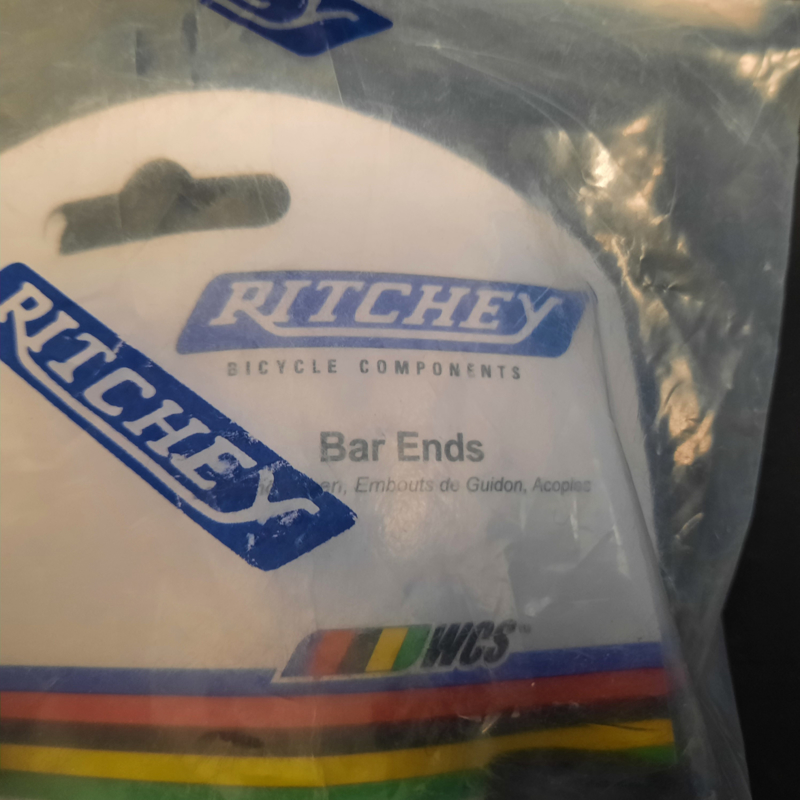 RITCHEY
BICYCLE COMPONENTS
RITCHEY
Bar Ends
Embouts de Guidon, Acoples
WCS